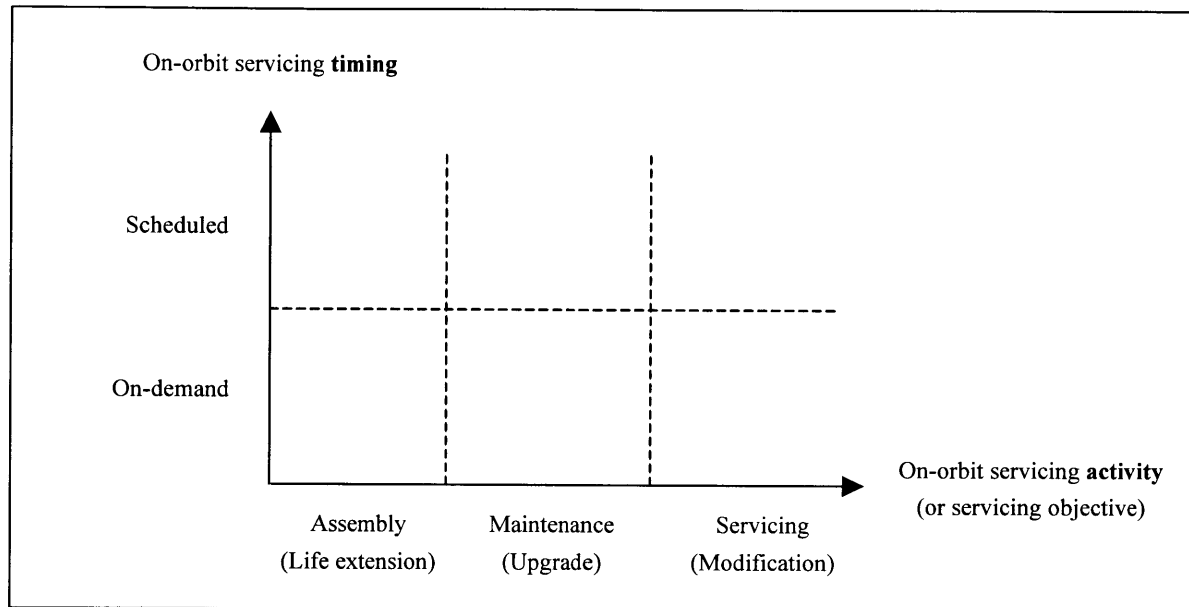 On-orbit servicing timing
Scheduled
On-demand
On-orbit servicing activity
(or servicing objective)
Assembly
(Life extension)
Maintenance
(Upgrade)
Servicing
(Modification)